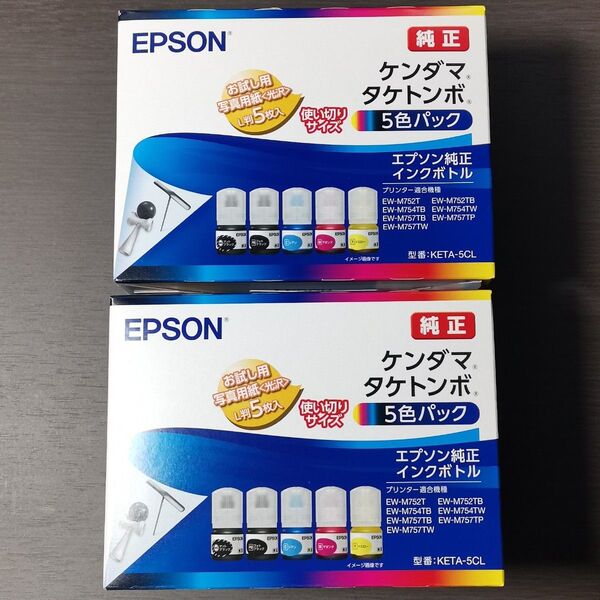 EPSON®
純正
ケンダマ®
タケトンボ®
5色パック
お試し用
写真用紙<光沢>
L判5枚入
使い切り
サイズ
エプソン純正
インクボトル
プリンター適合機種
EW-M752T EW-M752TB
EW-M754TB EW-M754TW
EW-M757TB EW-M757TP
EW-M757TW
EPSON
イメージ画像です
型番:KETA-5CL
EPSON®
純正
ケンダマ®
タケトンボ®
5色パック
お試し用
写真用紙<光沢>
L判5枚入
使い切り
サイズ
エプソン純正
インクボトル
プリンター適合機種
EW-M752T EW-M752TB
EW-M754TB EW-M754TW
EW-M757TB EW-M757TP
EW-M757TW
EPSON
イメージ画像です
型番:KETA-5CL